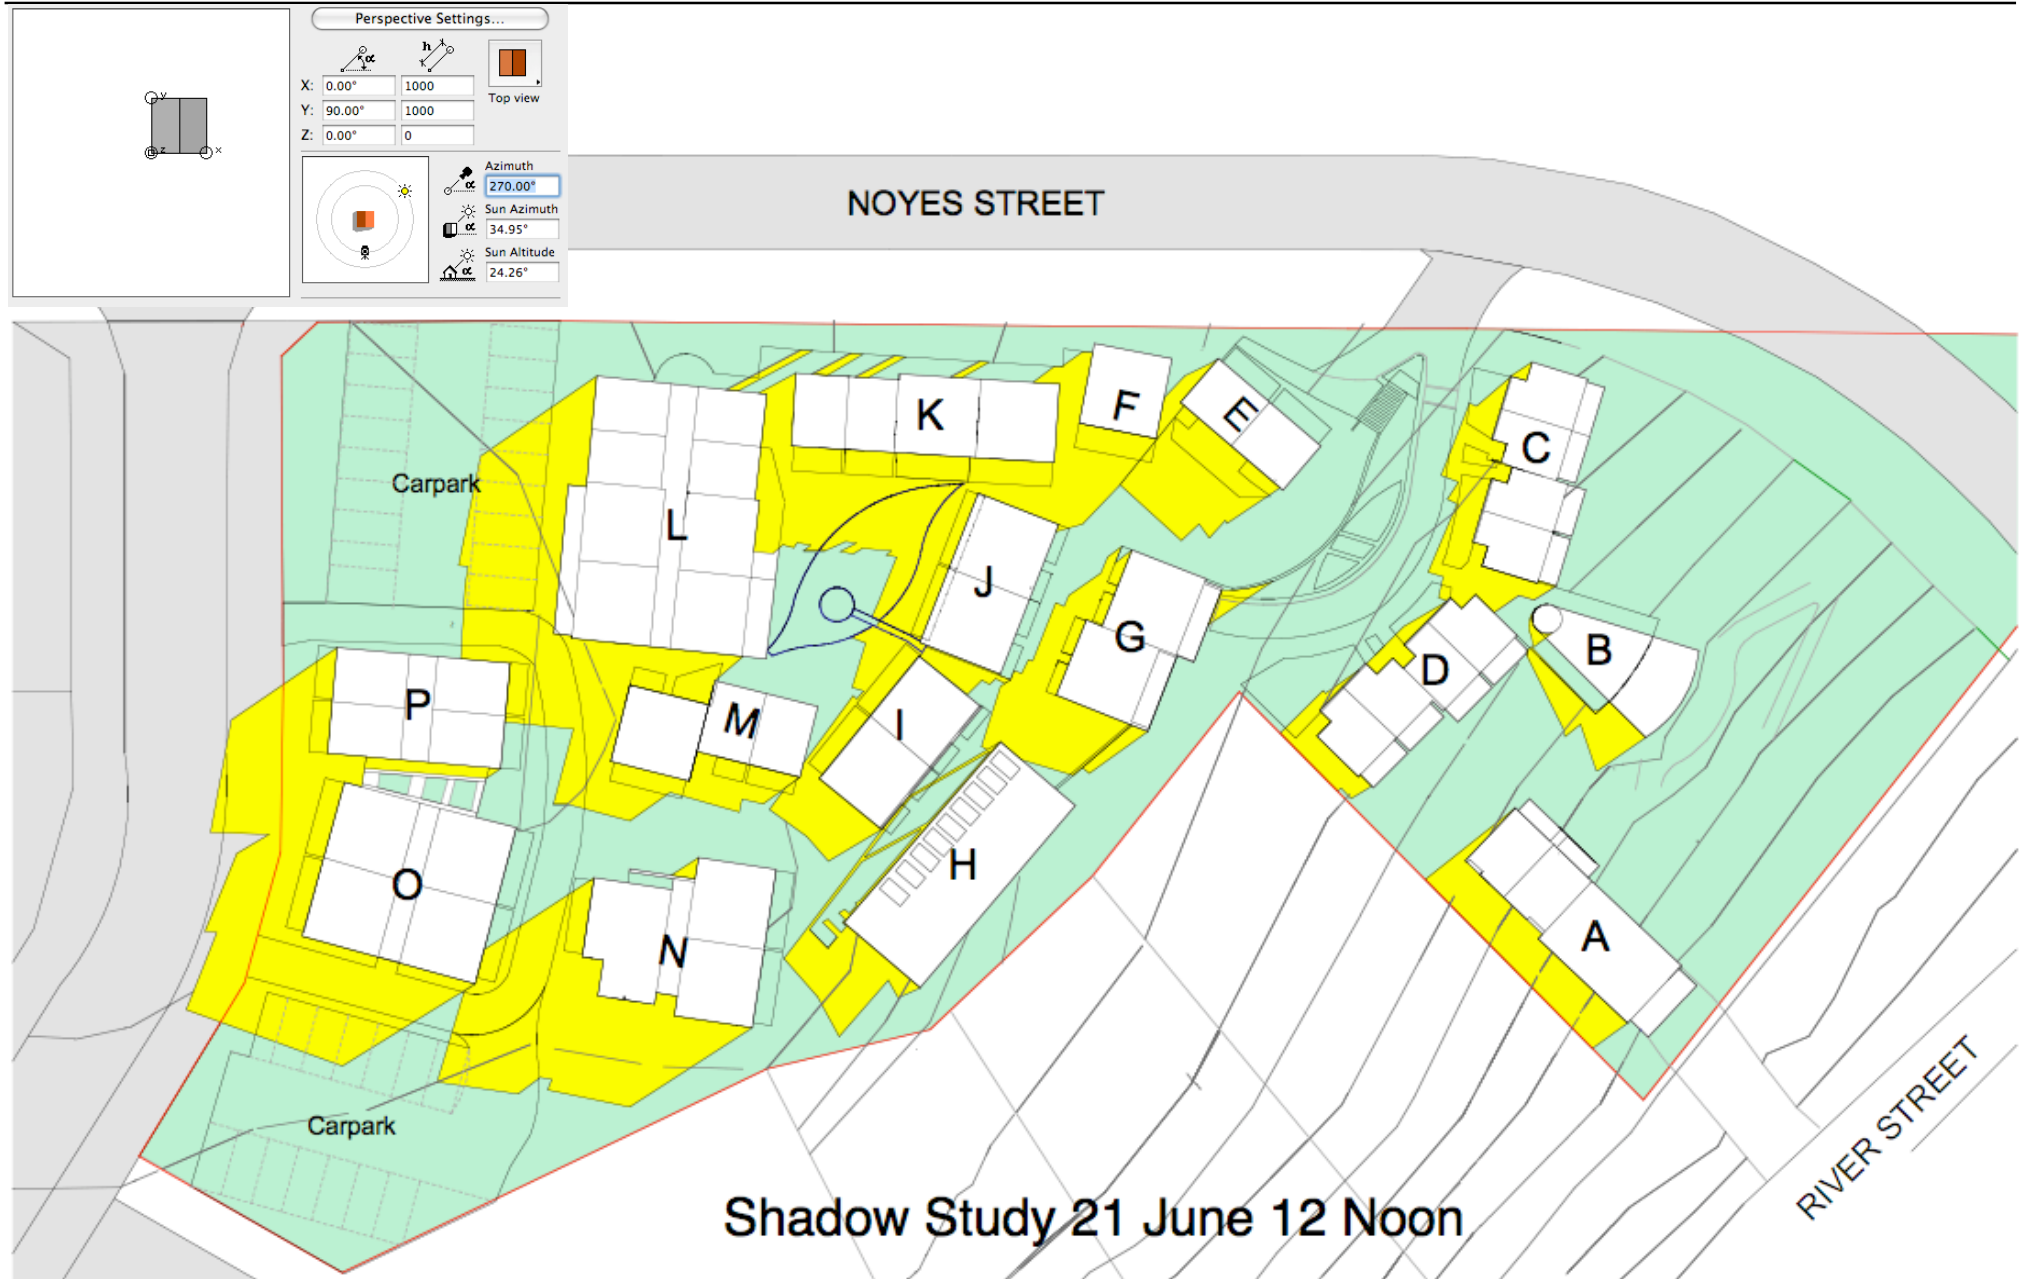 Perspective Settings...
h
α
X: 0.00° 1000
Y: 90.00° 1000
Z: 0.00° 0
Top view
y
z
x
Azimuth
α 270.00°
Sun Azimuth
α 34.95°
Sun Altitude
α 24.26°
NOYES STREET
F
K
E
C
Carpark
L
J
G
B
D
P
M
I
H
O
A
N
Carpark
RIVER STREET
Shadow Study 21 June 12 Noon